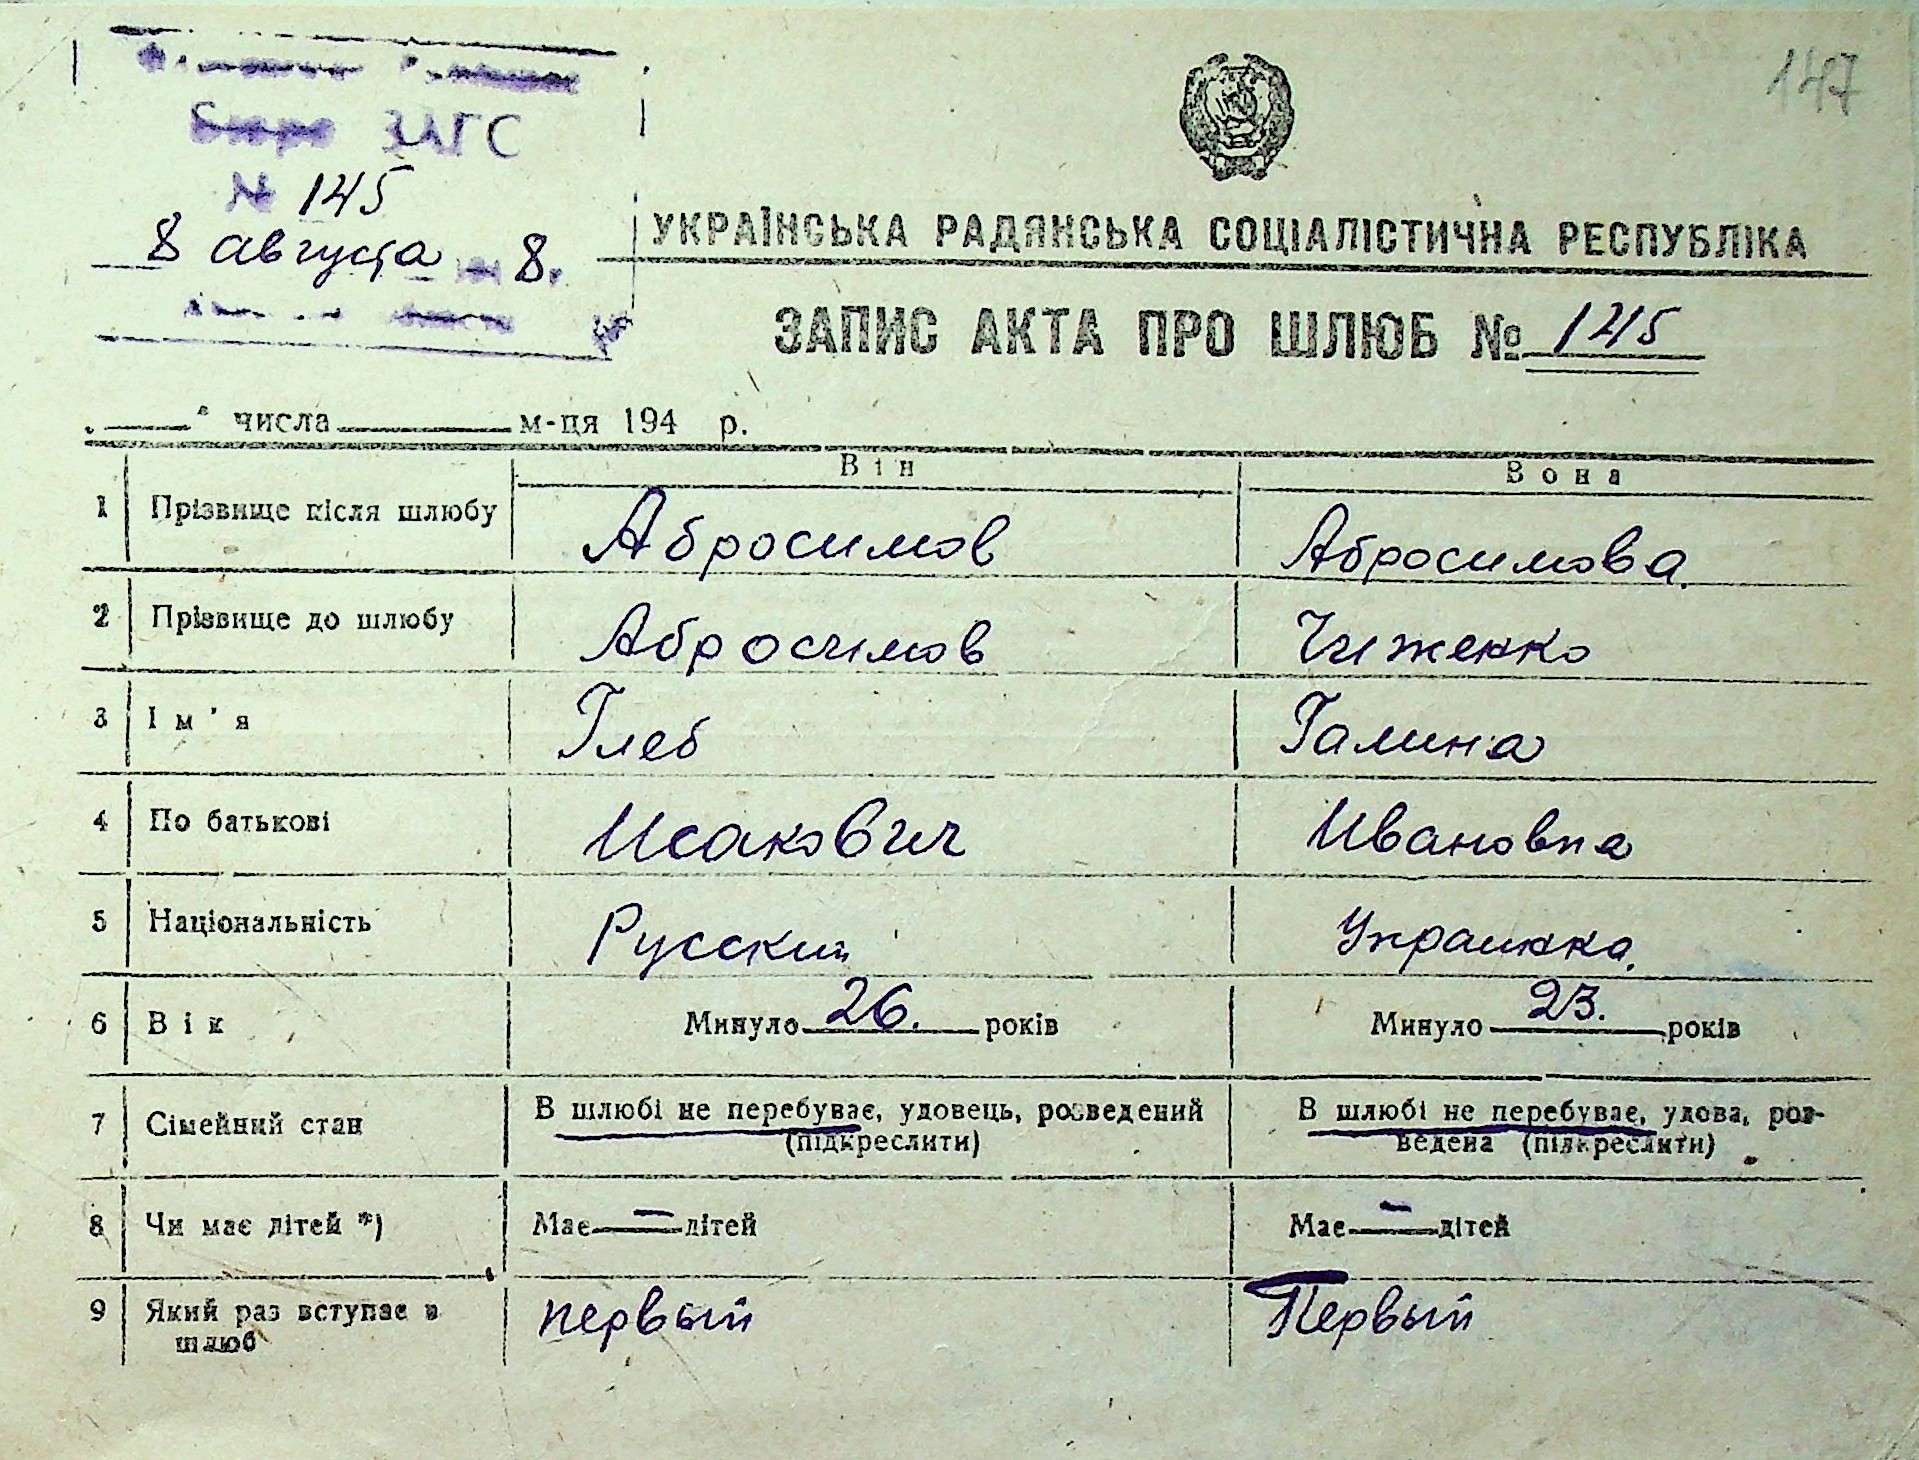 147
Бюро ЗАГС
№ 145
8 августа 8.
УКРАЇНСЬКА РАДЯНСЬКА СОЦІАЛІСТИЧНА РЕСПУБЛІКА
ЗАПИС АКТА ПРО ШЛЮБ № 145
" " числа м-ця 194 р.
Він Вона
1 Прізвище після шлюбу Абросимов Абросимова
2 Прізвище до шлюбу Абросимов Чиженко
3 Ім'я Глеб Галина
4 По батькові Исакович Ивановна
5 Національність Русский Украинка
6 Вік Минуло 26. років Минуло 23. років
7 Сімейний стан В шлюбі не перебуває, удовець, розведений (підкреслити) В шлюбі не перебуває, удова, роз-
ведена (підкреслити)
8 Чи має дітей *) Має — дітей Має — дітей
9 Який раз вступає в первый Первый
шлюб